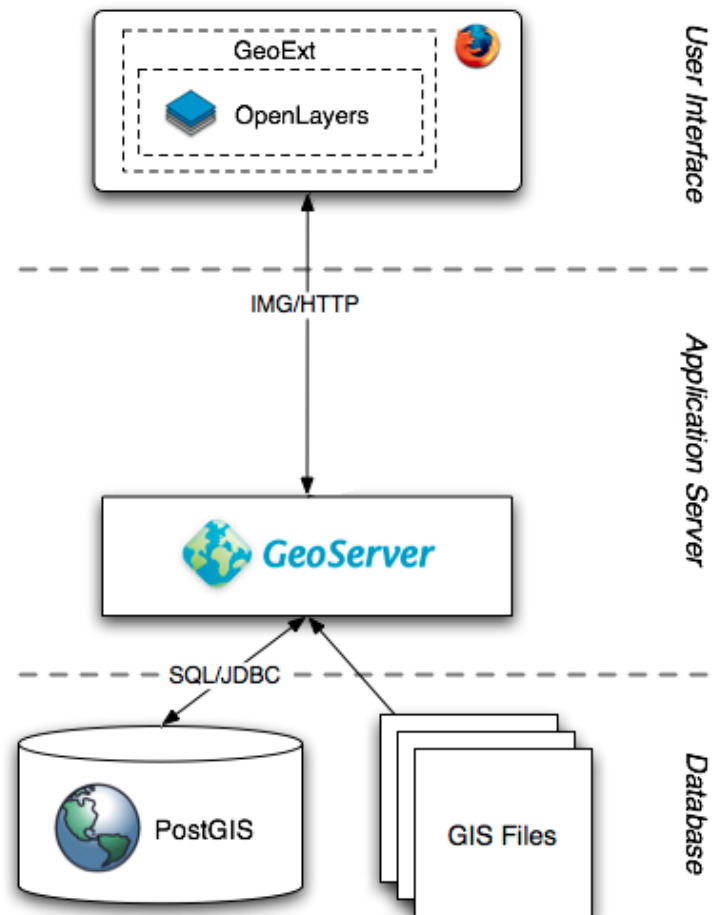 GeoExt
OpenLayers
User Interface
IMG/HTTP
Application Server
GeoServer
SQL/JDBC
PostGIS
GIS Files
Database